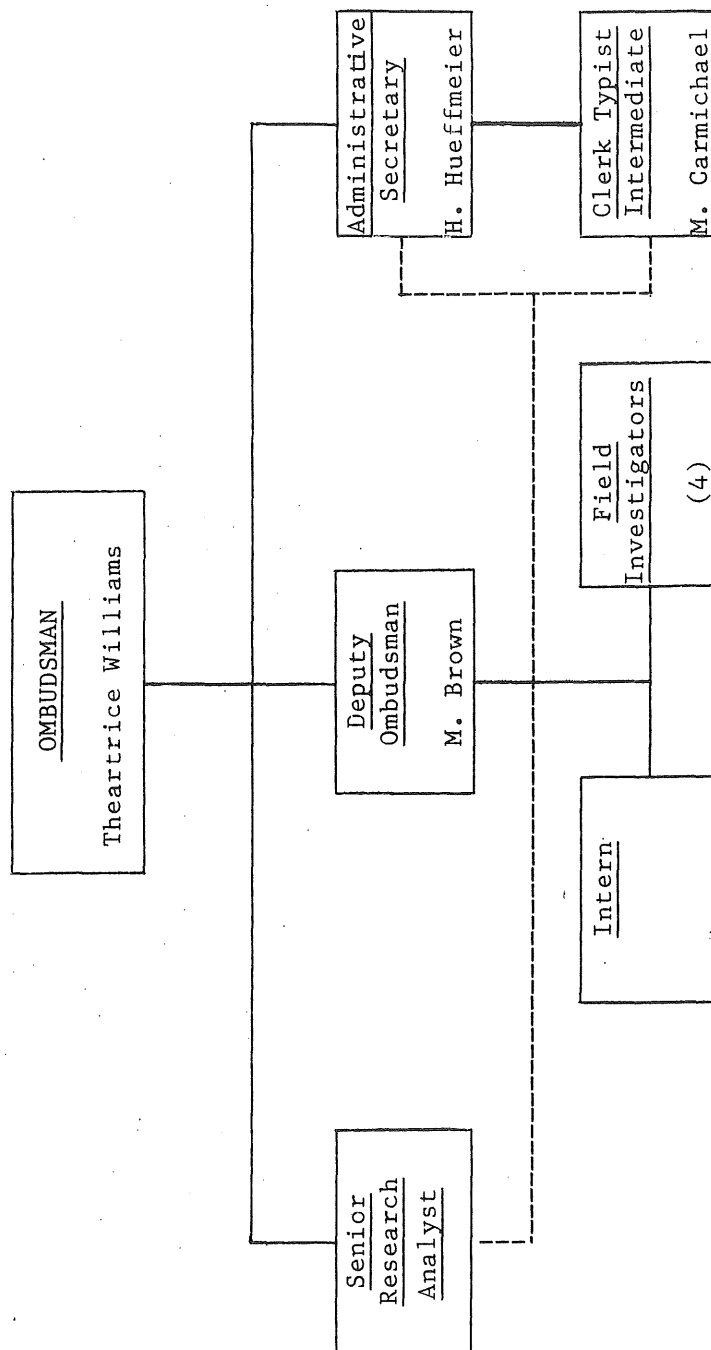 OMBUDSMAN
Theartrice Williams
Senior
Research
Analyst
Deputy
Ombudsman
M. Brown
Administrative
Secretary
H. Hueffmeier
Intern
Field
Investigators
(4)
Clerk Typist
Intermediate
M. Carmichael